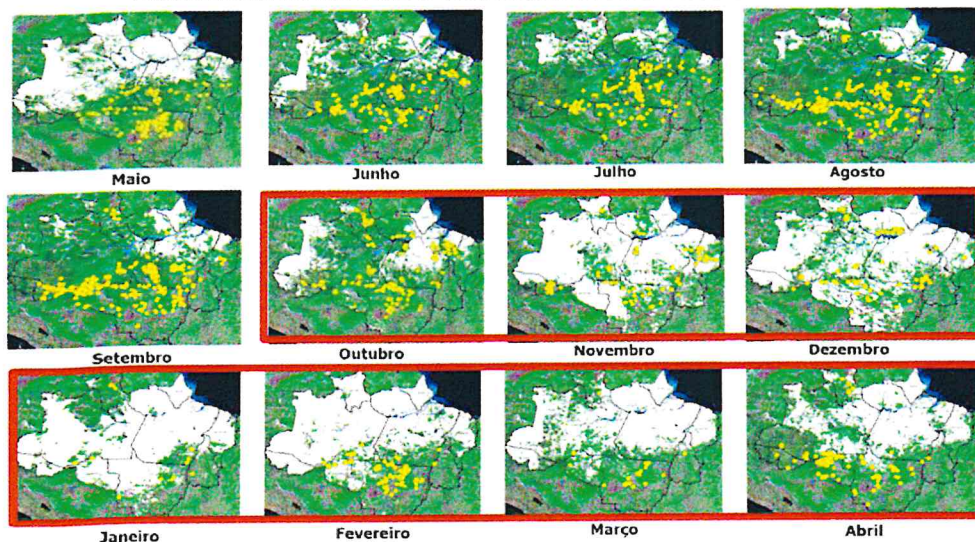 Maio
Junho
Julho
Agosto
Setembro
Outubro
Novembro
Dezembro
Janeiro
Fevereiro
Março
Abril